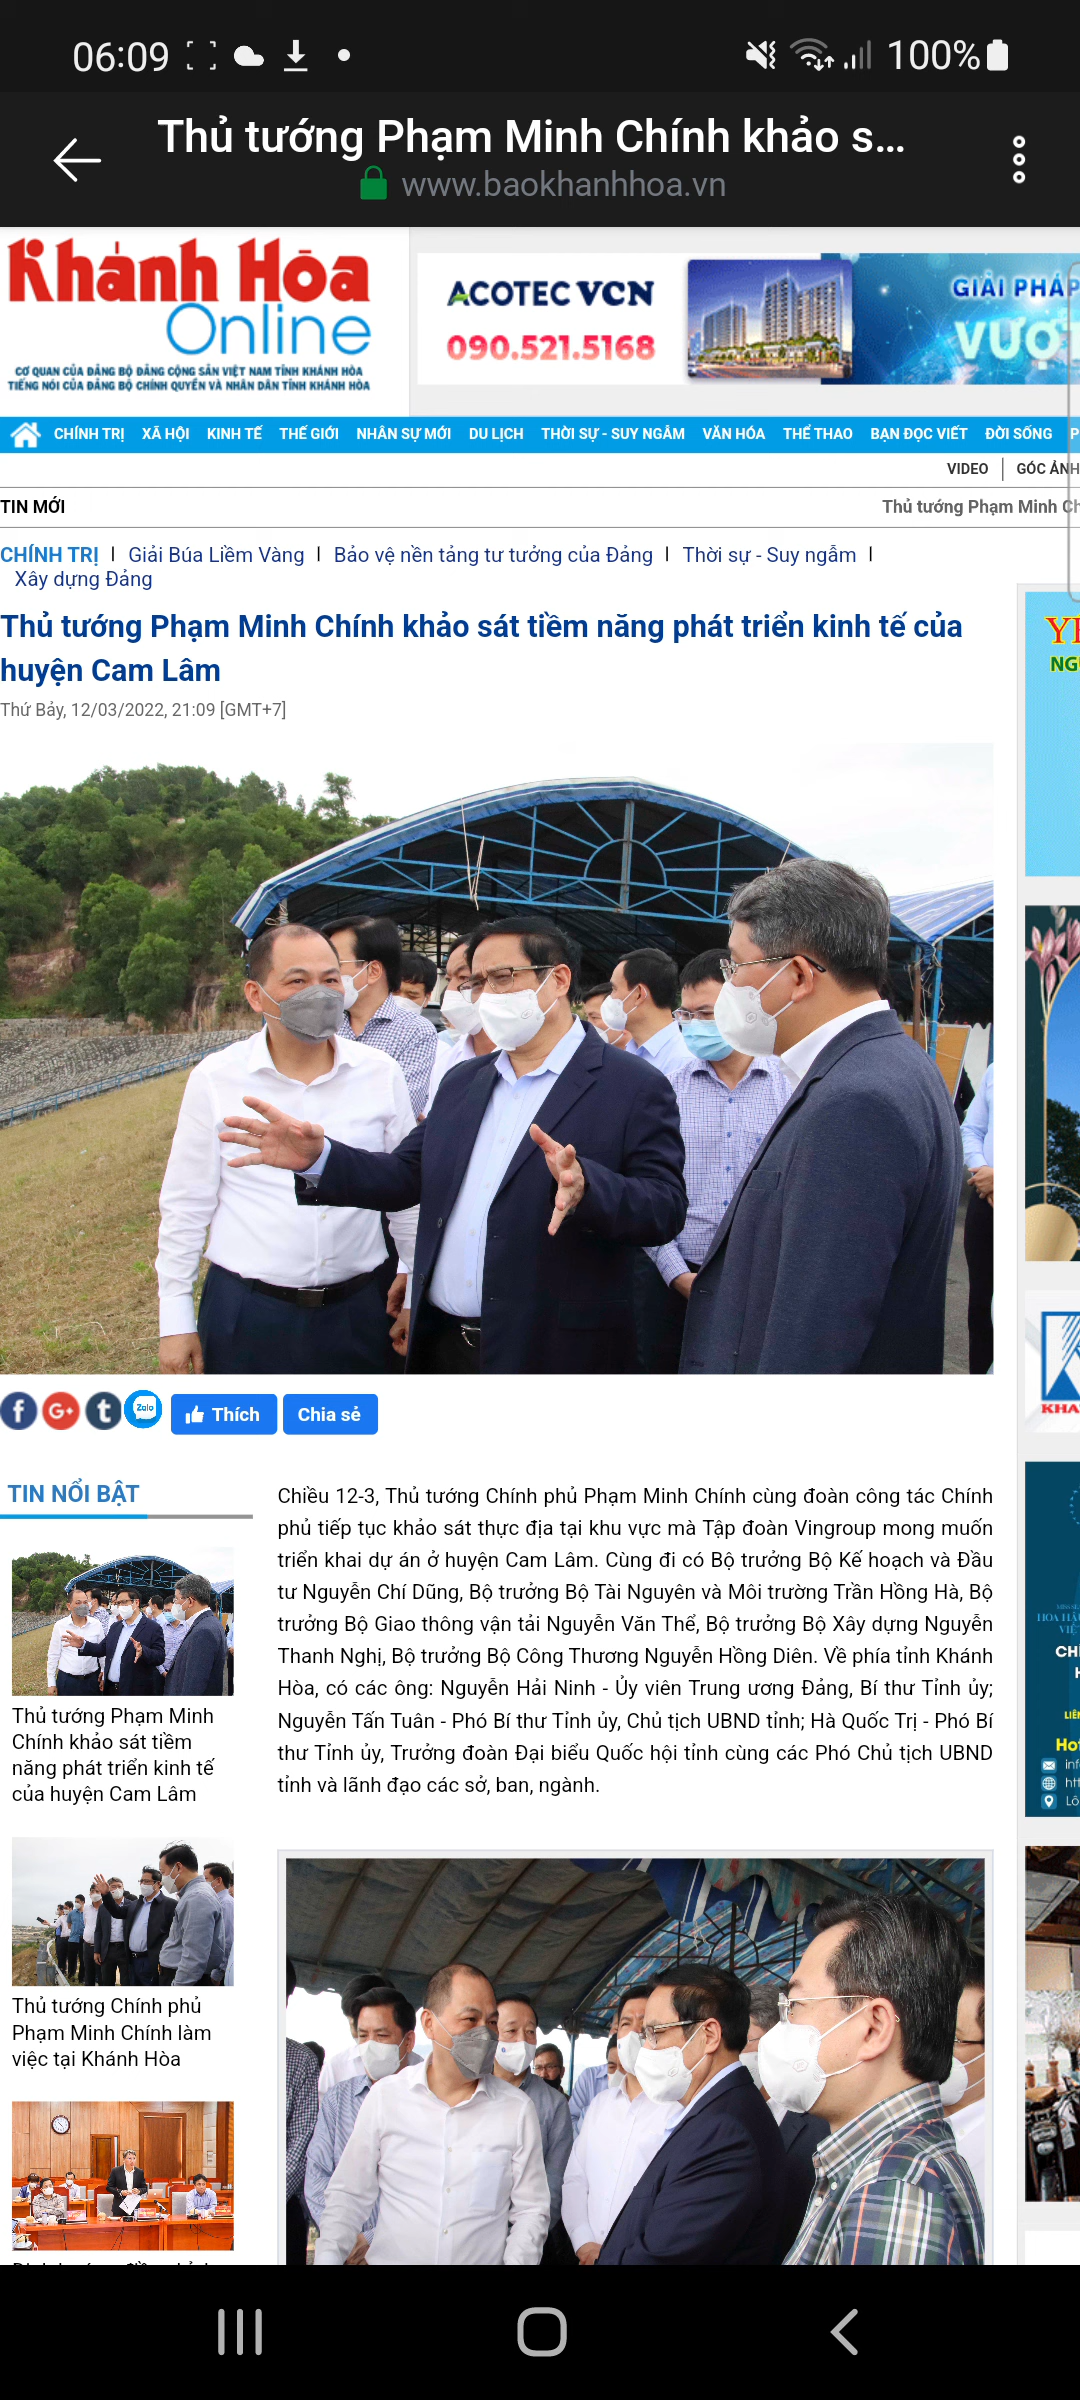 06:09
100%
Thủ tướng Phạm Minh Chính khảo s...
www.baokhanhhoa.vn
Khánh Hòa
Online
CƠ QUAN CỦA ĐẢNG BỘ ĐẢNG CỘNG SẢN VIỆT NAM TỈNH KHÁNH HÒA
TIẾNG NÓI CỦA ĐẢNG BỘ CHÍNH QUYỀN VÀ NHÂN DÂN TỈNH KHÁNH HÒA
ACOTEC VCN
090.521.5168
GIẢI PHÁP
CHÍNH TRỊ XÃ HỘI KINH TẾ THẾ GIỚI NHÂN SỰ MỚI DU LỊCH THỜI SỰ - SUY NGẪM VĂN HÓA THỂ THAO BẠN ĐỌC VIẾT ĐỜI SỐNG P
VIDEO GÓC ẢNH
TIN MỚI
Thủ tướng Phạm Minh Ch
CHÍNH TRỊ I Giải Búa Liềm Vàng I Bảo vệ nền tảng tư tưởng của Đảng I Thời sự - Suy ngẫm I
Xây dựng Đảng
Thủ tướng Phạm Minh Chính khảo sát tiềm năng phát triển kinh tế của
huyện Cam Lâm
Thứ Bảy, 12/03/2022, 21:09 [GMT+7]
YẾ
NG
f G+ t Zalo Thích Chia sẻ
KHA
TIN NỔI BẬT
Thủ tướng Phạm Minh
Chính khảo sát tiềm
năng phát triển kinh tế
của huyện Cam Lâm
Thủ tướng Chính phủ
Phạm Minh Chính làm
việc tại Khánh Hòa
Chiều 12-3, Thủ tướng Chính phủ Phạm Minh Chính cùng đoàn công tác Chính
phủ tiếp tục khảo sát thực địa tại khu vực mà Tập đoàn Vingroup mong muốn
triển khai dự án ở huyện Cam Lâm. Cùng đi có Bộ trưởng Bộ Kế hoạch và Đầu
tư Nguyễn Chí Dũng, Bộ trưởng Bộ Tài Nguyên và Môi trường Trần Hồng Hà, Bộ
trưởng Bộ Giao thông vận tải Nguyễn Văn Thể, Bộ trưởng Bộ Xây dựng Nguyễn
Thanh Nghị, Bộ trưởng Bộ Công Thương Nguyễn Hồng Diên. Về phía tỉnh Khánh
Hòa, có các ông: Nguyễn Hải Ninh - Ủy viên Trung ương Đảng, Bí thư Tỉnh ủy;
Nguyễn Tấn Tuân - Phó Bí thư Tỉnh ủy, Chủ tịch UBND tỉnh; Hà Quốc Trị - Phó Bí
thư Tỉnh ủy, Trưởng đoàn Đại biểu Quốc hội tỉnh cùng các Phó Chủ tịch UBND
tỉnh và lãnh đạo các sở, ban, ngành.
HOA HẬU
VIỆT
CH
H
LIÊN
Hot
inf
htt
Lô